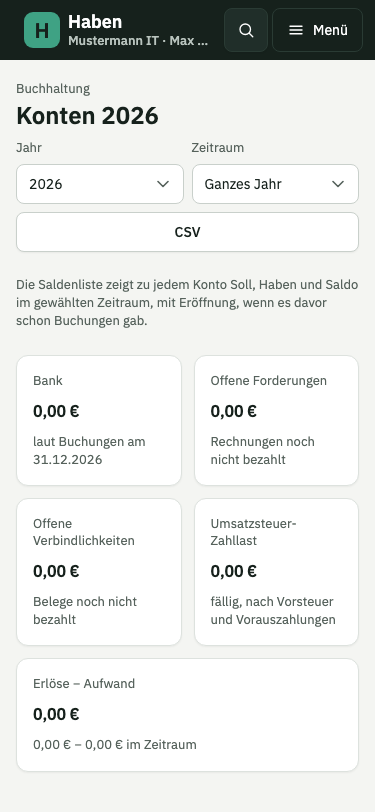 H
Haben
Mustermann IT · Max ...
Menü
Buchhaltung
Konten 2026
Jahr
Zeitraum
2026
Ganzes Jahr
CSV
Die Saldenliste zeigt zu jedem Konto Soll, Haben und Saldo
im gewählten Zeitraum, mit Eröffnung, wenn es davor
schon Buchungen gab.
Bank
0,00 €
laut Buchungen am
31.12.2026
Offene Forderungen
0,00 €
Rechnungen noch
nicht bezahlt
Offene
Verbindlichkeiten
0,00 €
Belege noch nicht
bezahlt
Umsatzsteuer-
Zahllast
0,00 €
fällig, nach Vorsteuer
und Vorauszahlungen
Erlöse – Aufwand
0,00 €
0,00 € – 0,00 € im Zeitraum